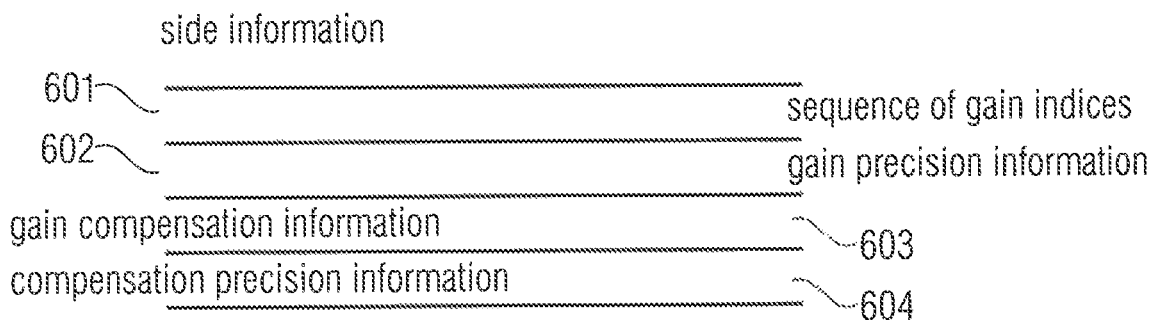 side information
601
sequence of gain indices
602
gain precision information
gain compensation information
603
compensation precision information
604